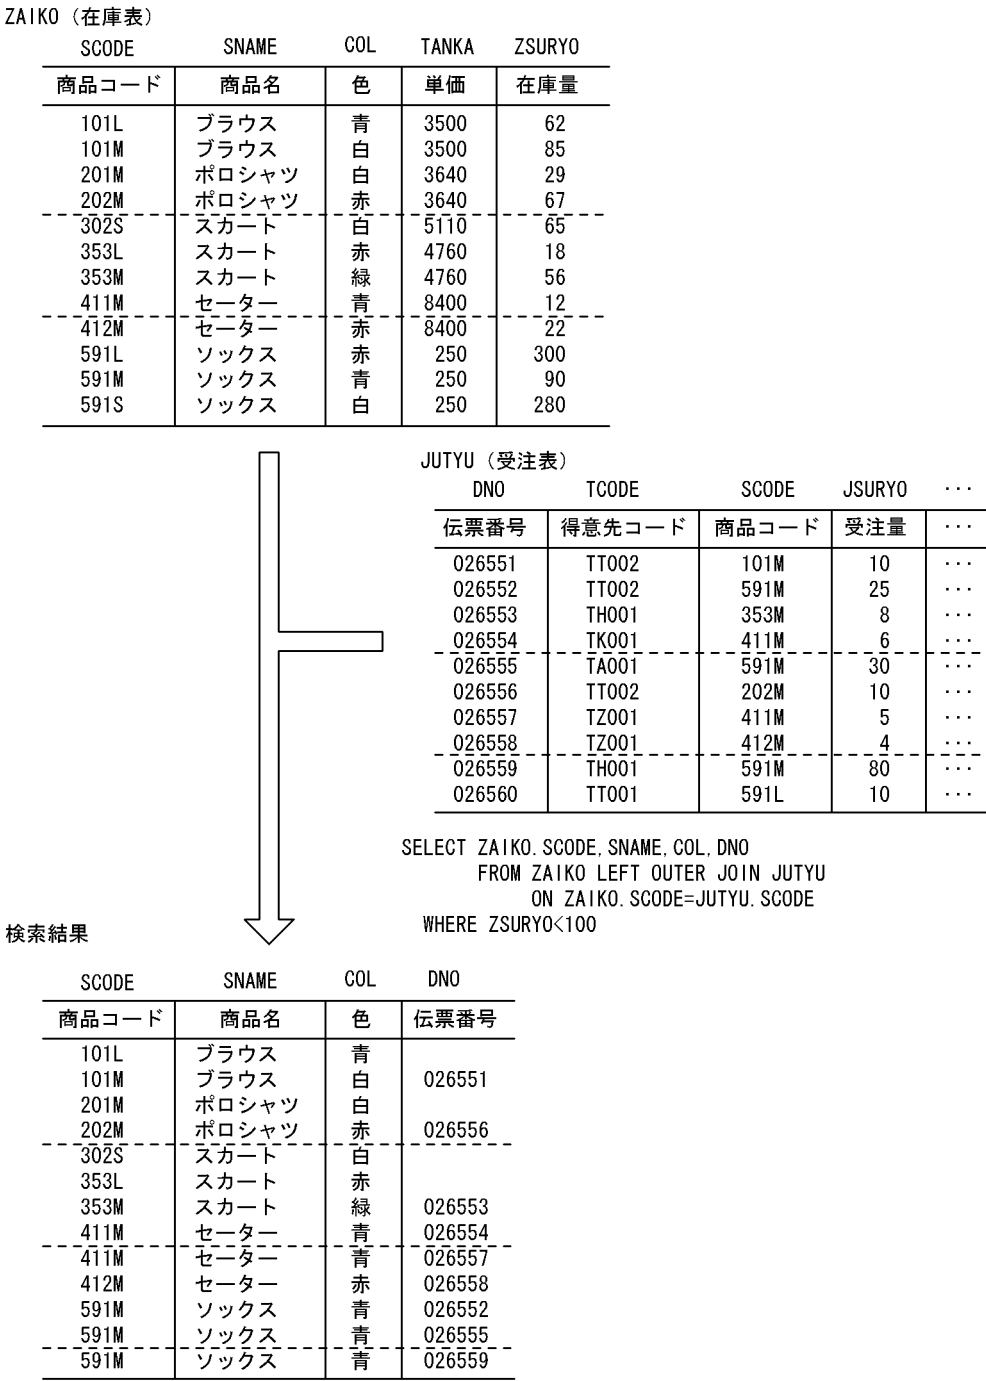 ZAIKO (在庫表)
SCODE SNAME COL TANKA ZSURYO
商品コード 商品名 色 単価 在庫量
101L ブラウス 青 3500 62
101M ブラウス 白 3500 85
201M ポロシャツ 白 3640 29
202M ポロシャツ 赤 3640 67
302S スカート 白 5110 65
353L スカート 赤 4760 18
353M スカート 緑 4760 56
411M セーター 青 8400 12
412M セーター 赤 8400 22
591L ソックス 赤 250 300
591M ソックス 青 250 90
591S ソックス 白 250 280
JUTYU (受注表)
DNO TCODE SCODE JSURYO ･･･
伝票番号 得意先コード 商品コード 受注量 ･･･
026551 TT002 101M 10 ･･･
026552 TT002 591M 25 ･･･
026553 TH001 353M 8 ･･･
026554 TK001 411M 6 ･･･
026555 TA001 591M 30 ･･･
026556 TT002 202M 10 ･･･
026557 TZ001 411M 5 ･･･
026558 TZ001 412M 4 ･･･
026559 TH001 591M 80 ･･･
026560 TT001 591L 10 ･･･
SELECT ZAIKO.SCODE,SNAME,COL,DNO
FROM ZAIKO LEFT OUTER JOIN JUTYU
ON ZAIKO.SCODE=JUTYU.SCODE
WHERE ZSURYO<100
検索結果
SCODE SNAME COL DNO
商品コード 商品名 色 伝票番号
101L ブラウス 青
101M ブラウス 白 026551
201M ポロシャツ 白
202M ポロシャツ 赤 026556
302S スカート 白
353L スカート 赤
353M スカート 緑 026553
411M セーター 青 026554
411M セーター 青 026557
412M セーター 赤 026558
591M ソックス 青 026552
591M ソックス 青 026555
591M ソックス 青 026559